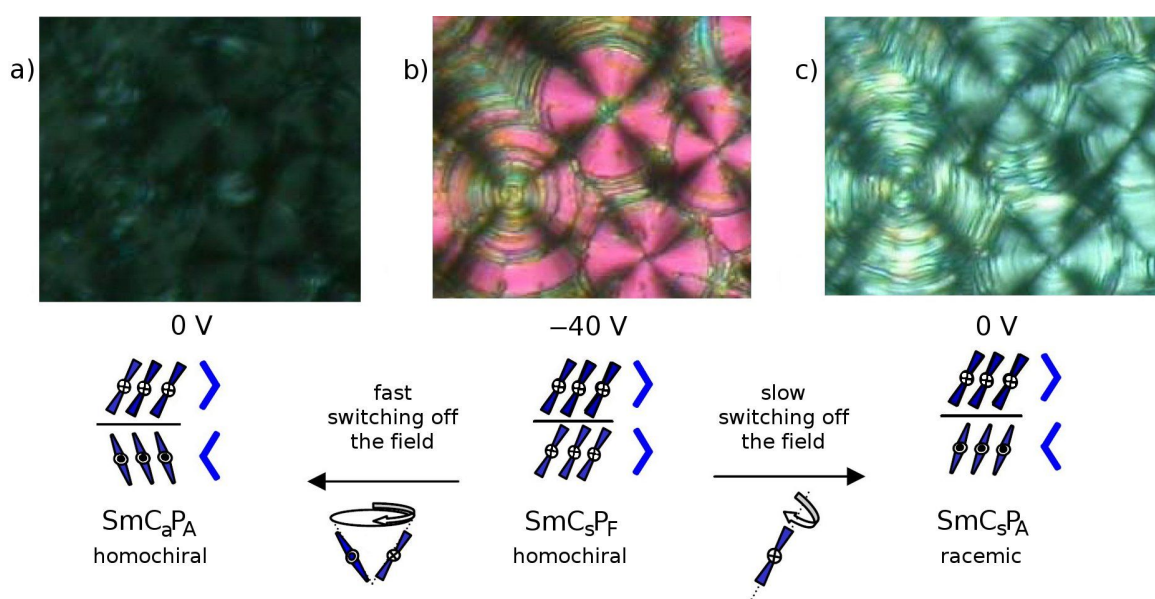 a)
b)
c)
0 V
−40 V
0 V
fast
switching off
the field
slow
switching off
the field
SmCaPA
homochiral
SmCsPF
homochiral
SmCsPA
racemic